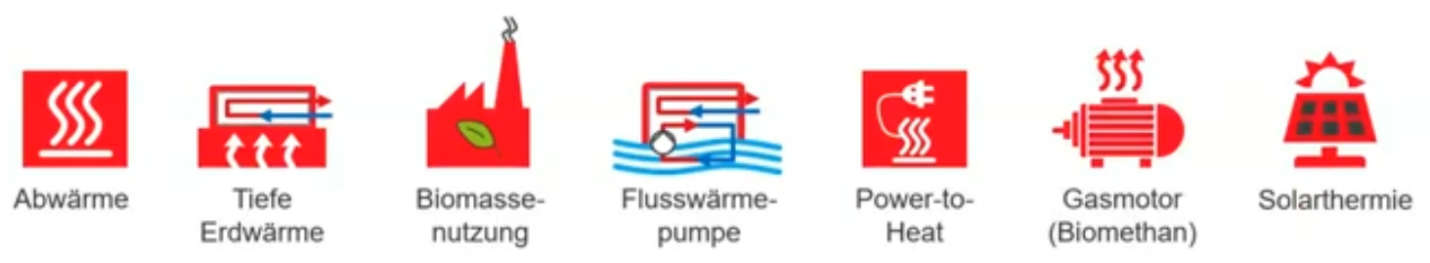 Abwärme
Tiefe
Erdwärme
Biomasse-
nutzung
Flusswärme-
pumpe
Power-to-
Heat
Gasmotor
(Biomethan)
Solarthermie